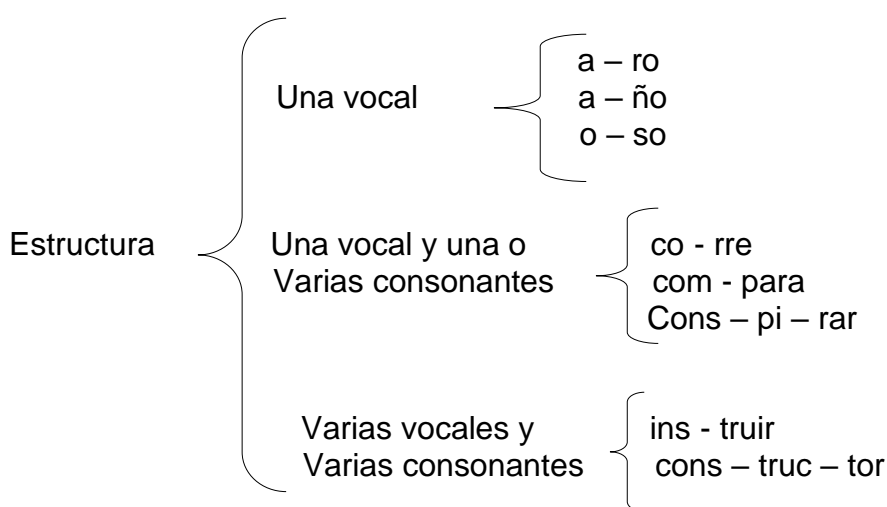 Estructura
Una vocal
a – ro
a – ño
o – so
Una vocal y una o
Varias consonantes
co - rre
com - para
Cons – pi – rar
Varias vocales y
Varias consonantes
ins - truir
cons – truc – tor